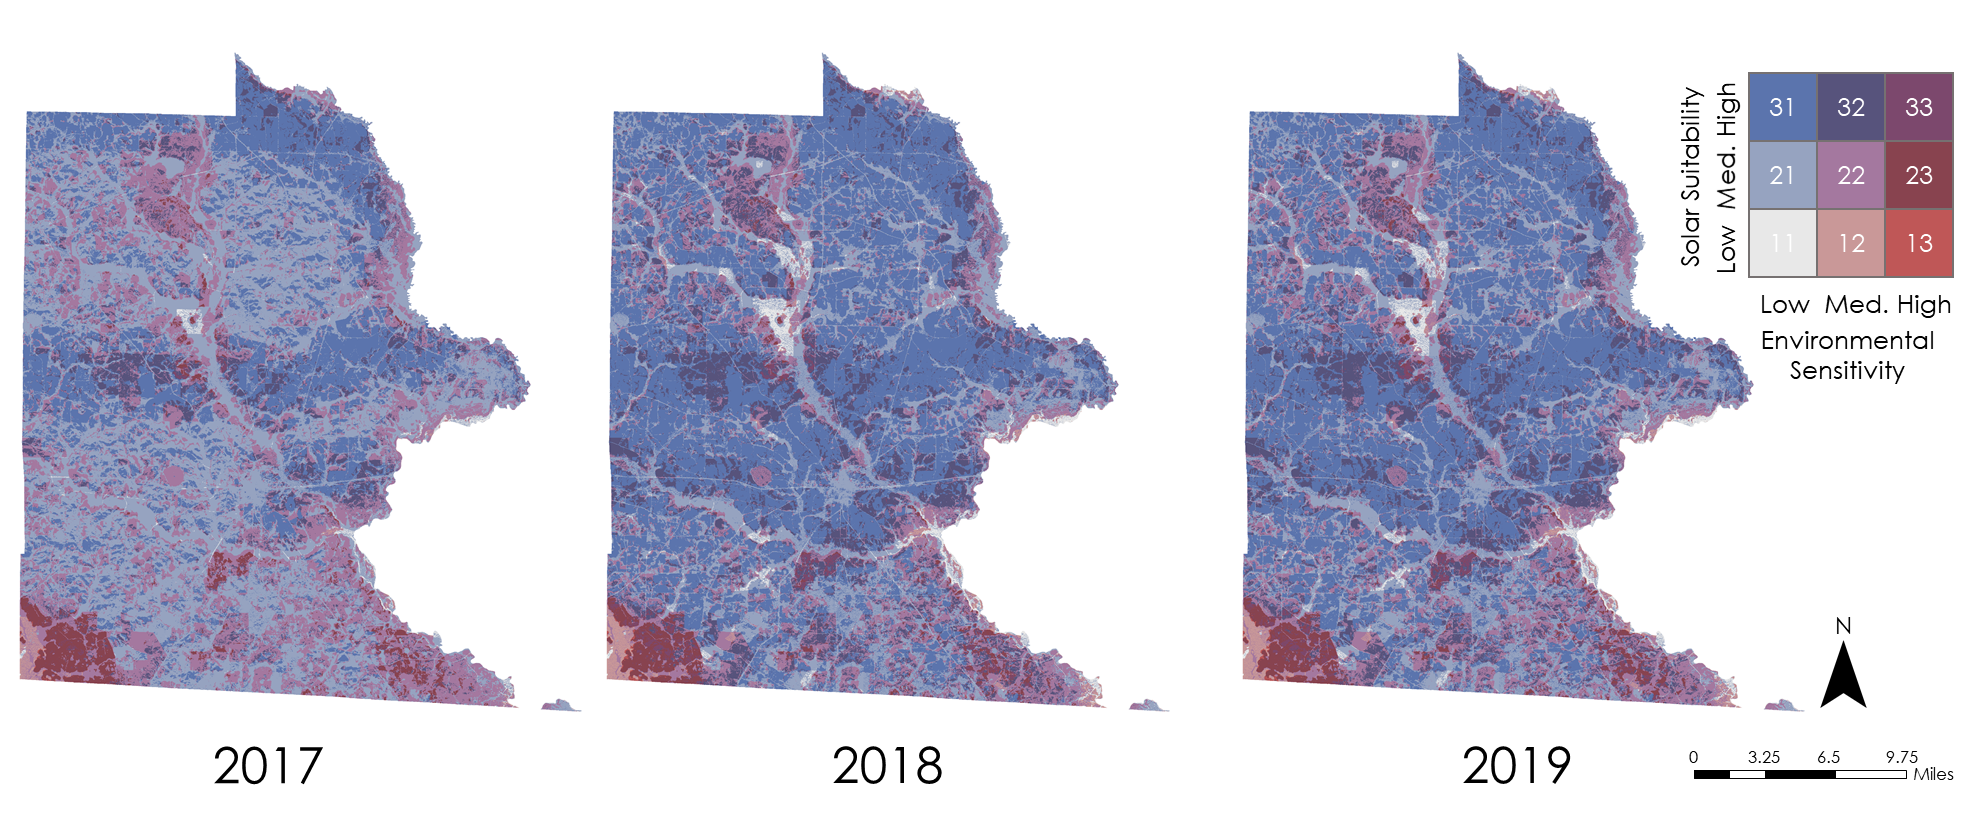 Solar Suitability
Low Med. High
31 32 33
21 22 23
11 12 13
Low Med. High
Environmental
Sensitivity
N
0 3.25 6.5 9.75
Miles
2017 2018 2019